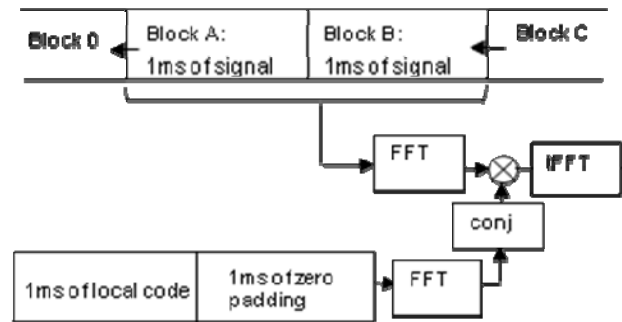 Block 0
Block A:
1ms of signal
Block B:
1ms of signal
Block C
FFT
IFFT
conj
1ms of local code
1ms of zero
padding
FFT